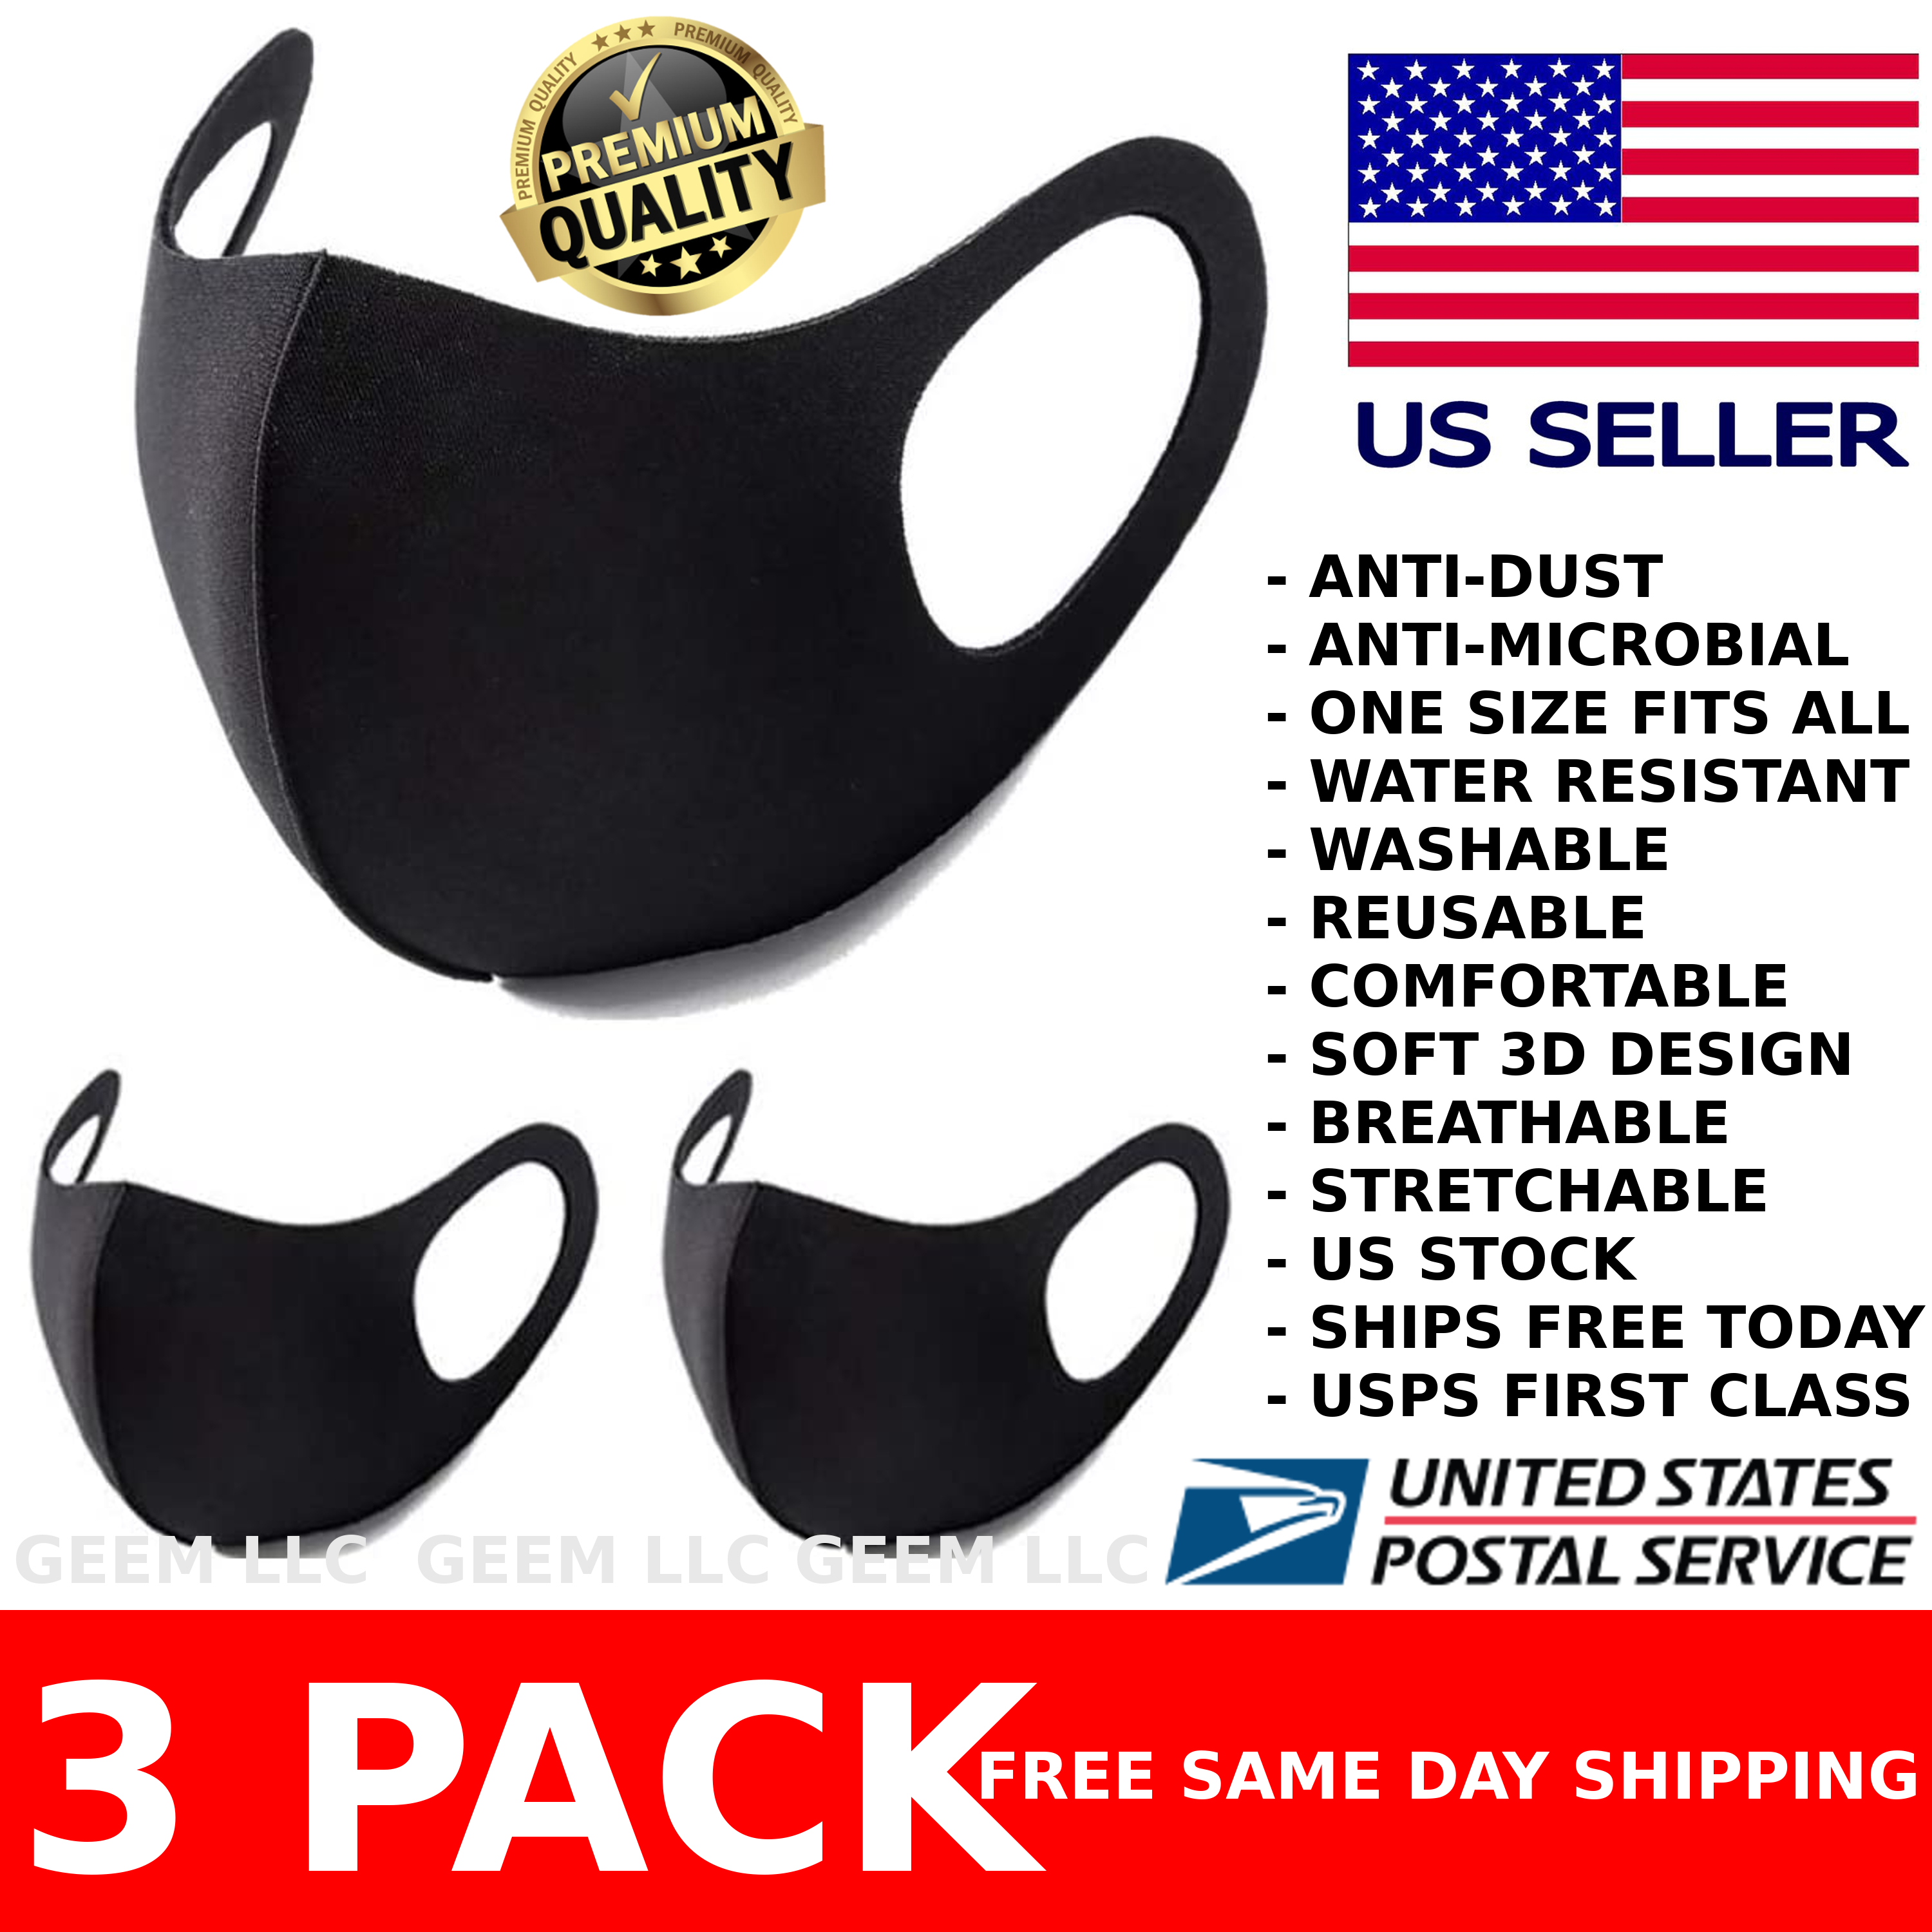 PREMIUM QUALITY ★★★ PREMIUM QUALITY
PREMIUM
QUALITY
US SELLER
- ANTI-DUST
- ANTI-MICROBIAL
- ONE SIZE FITS ALL
- WATER RESISTANT
- WASHABLE
- REUSABLE
- COMFORTABLE
- SOFT 3D DESIGN
- BREATHABLE
- STRETCHABLE
- US STOCK
- SHIPS FREE TODAY
- USPS FIRST CLASS
UNITED STATES
POSTAL SERVICE
GEEM LLC GEEM LLC GEEM LLC
3 PACK
FREE SAME DAY SHIPPING